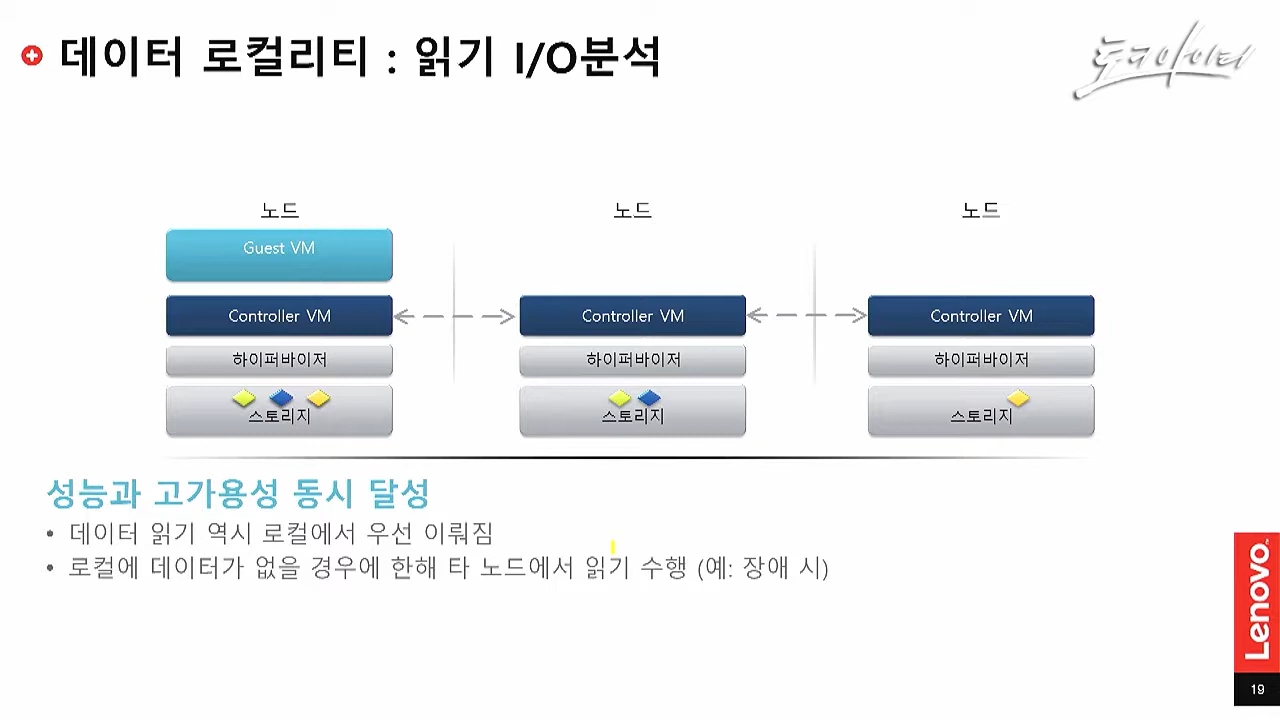 데이터 로컬리티 : 읽기 I/O분석
토크아이티
노드 노드 노드
Guest VM
Controller VM Controller VM Controller VM
하이퍼바이저 하이퍼바이저 하이퍼바이저
스토리지 스토리지 스토리지
성능과 고가용성 동시 달성
• 데이터 읽기 역시 로컬에서 우선 이뤄짐
• 로컬에 데이터가 없을 경우에 한해 타 노드에서 읽기 수행 (예: 장애 시)
Lenovo
19